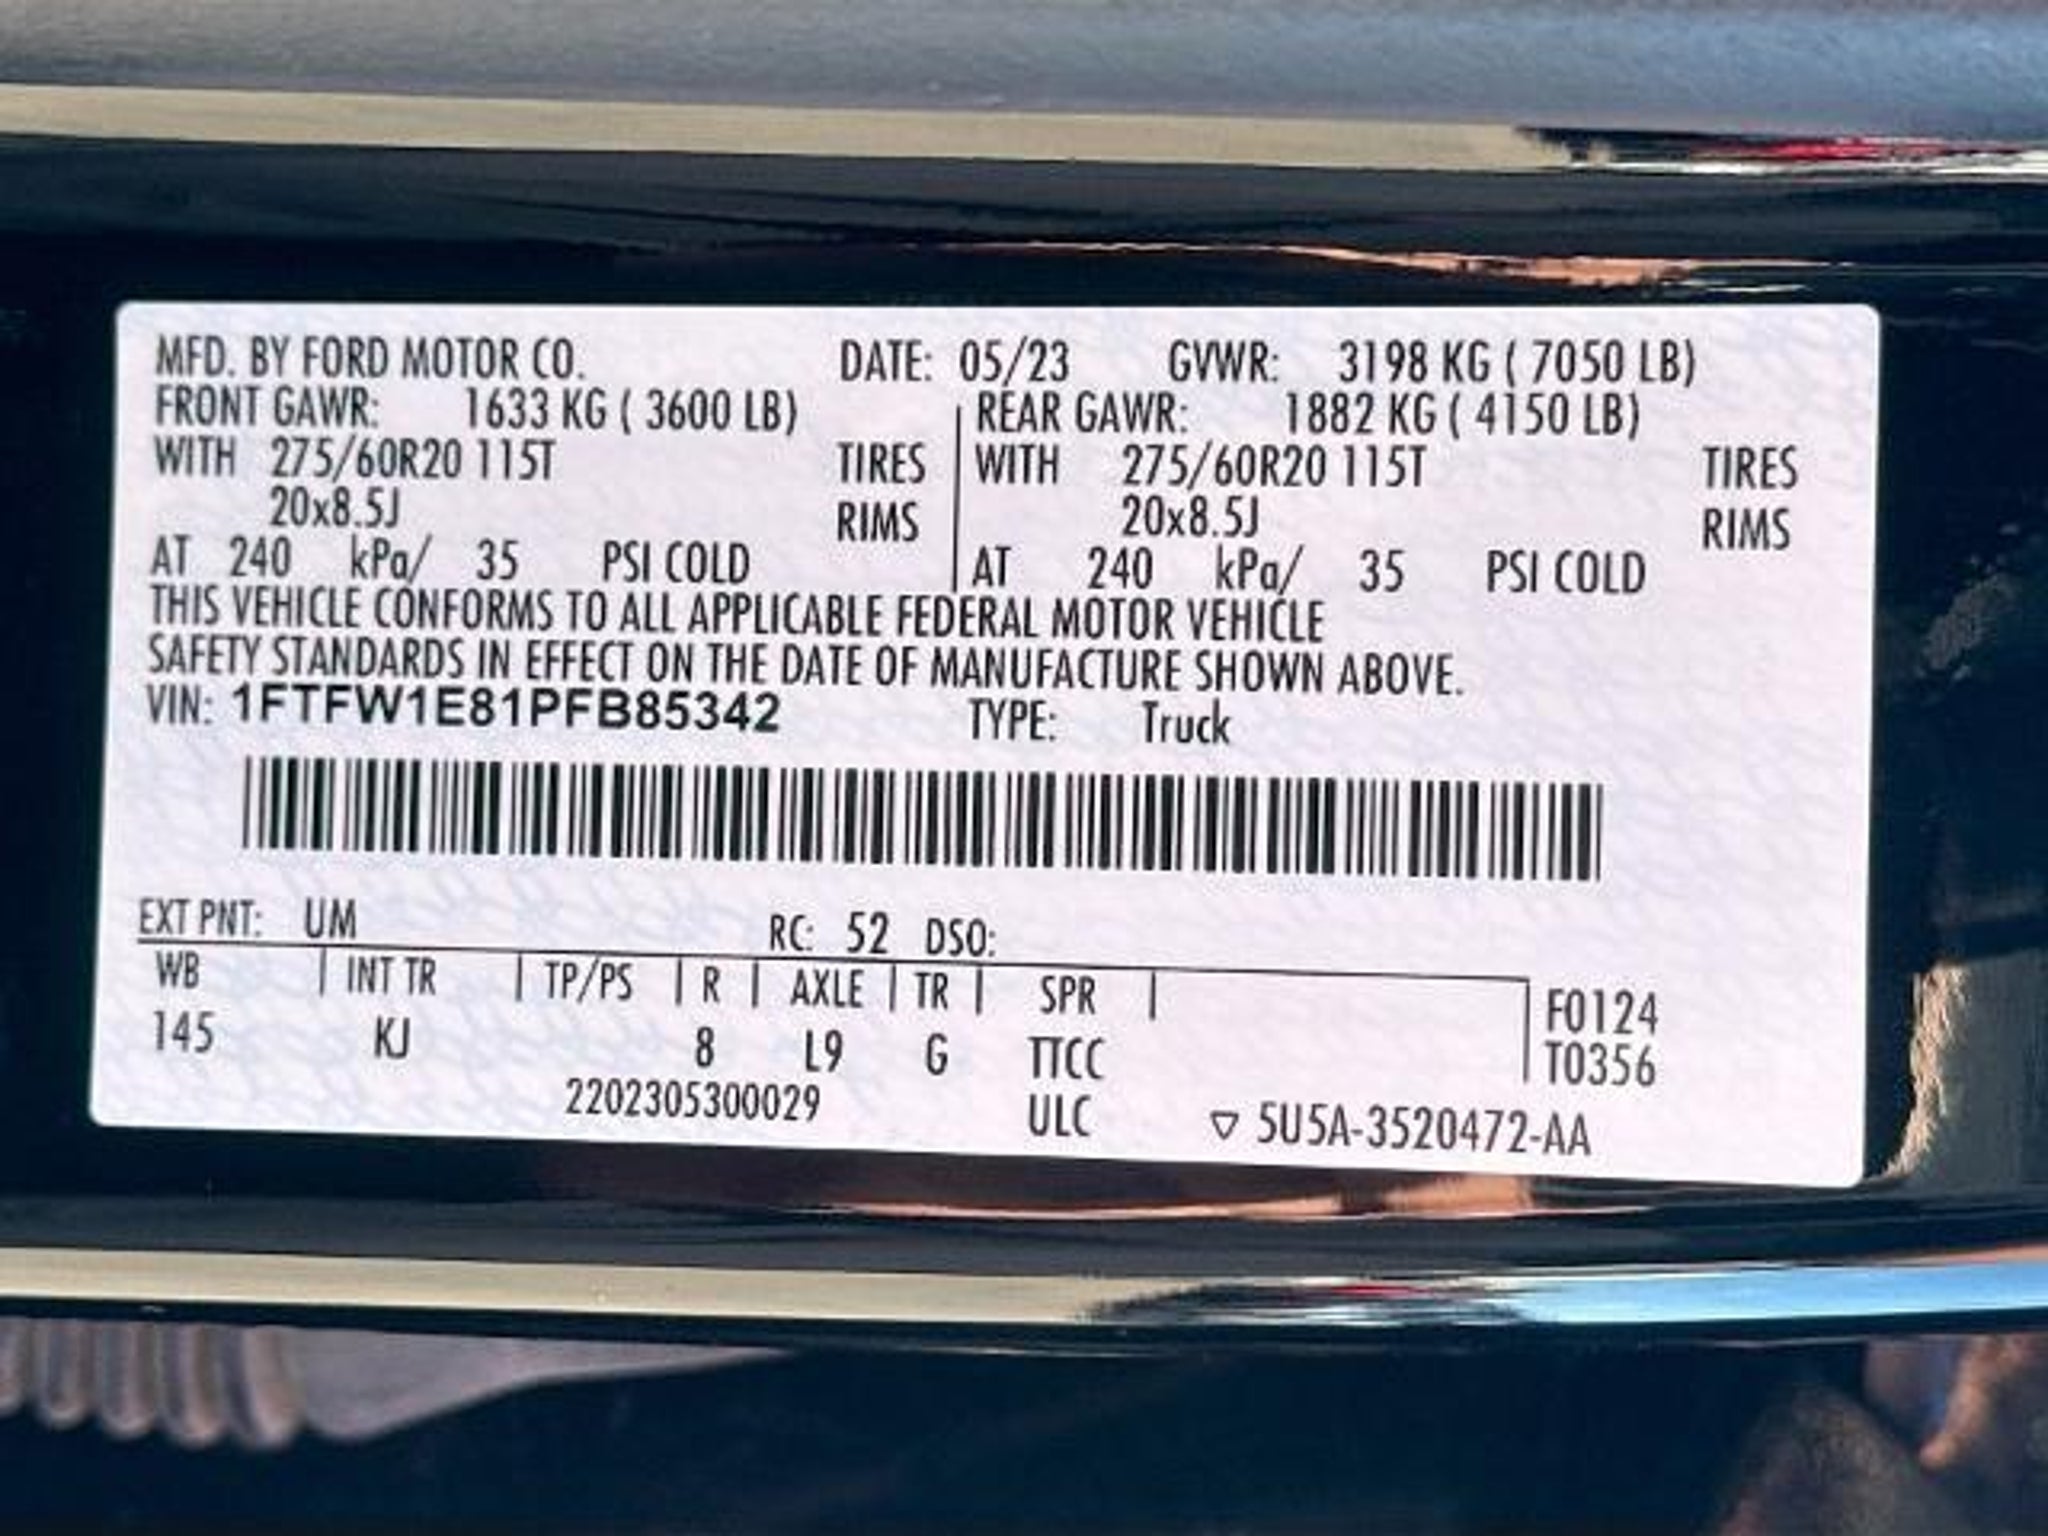 MFD. BY FORD MOTOR CO. DATE: 05/23 GVWR: 3198 KG ( 7050 LB)
FRONT GAWR: 1633 KG ( 3600 LB) REAR GAWR: 1882 KG ( 4150 LB)
WITH 275/60R20 115T TIRES WITH 275/60R20 115T TIRES
20x8.5J RIMS 20x8.5J RIMS
AT 240 kPa/ 35 PSI COLD AT 240 kPa/ 35 PSI COLD
THIS VEHICLE CONFORMS TO ALL APPLICABLE FEDERAL MOTOR VEHICLE
SAFETY STANDARDS IN EFFECT ON THE DATE OF MANUFACTURE SHOWN ABOVE.
VIN: 1FTFW1E81PFB85342 TYPE: Truck
EXT PNT: UM RC: 52 DSO:
WB INT TR TP/PS R AXLE TR SPR F0124
145 KJ 8 L9 G TTCC T0356
2202305300029 ULC ▽ 5U5A-3520472-AA